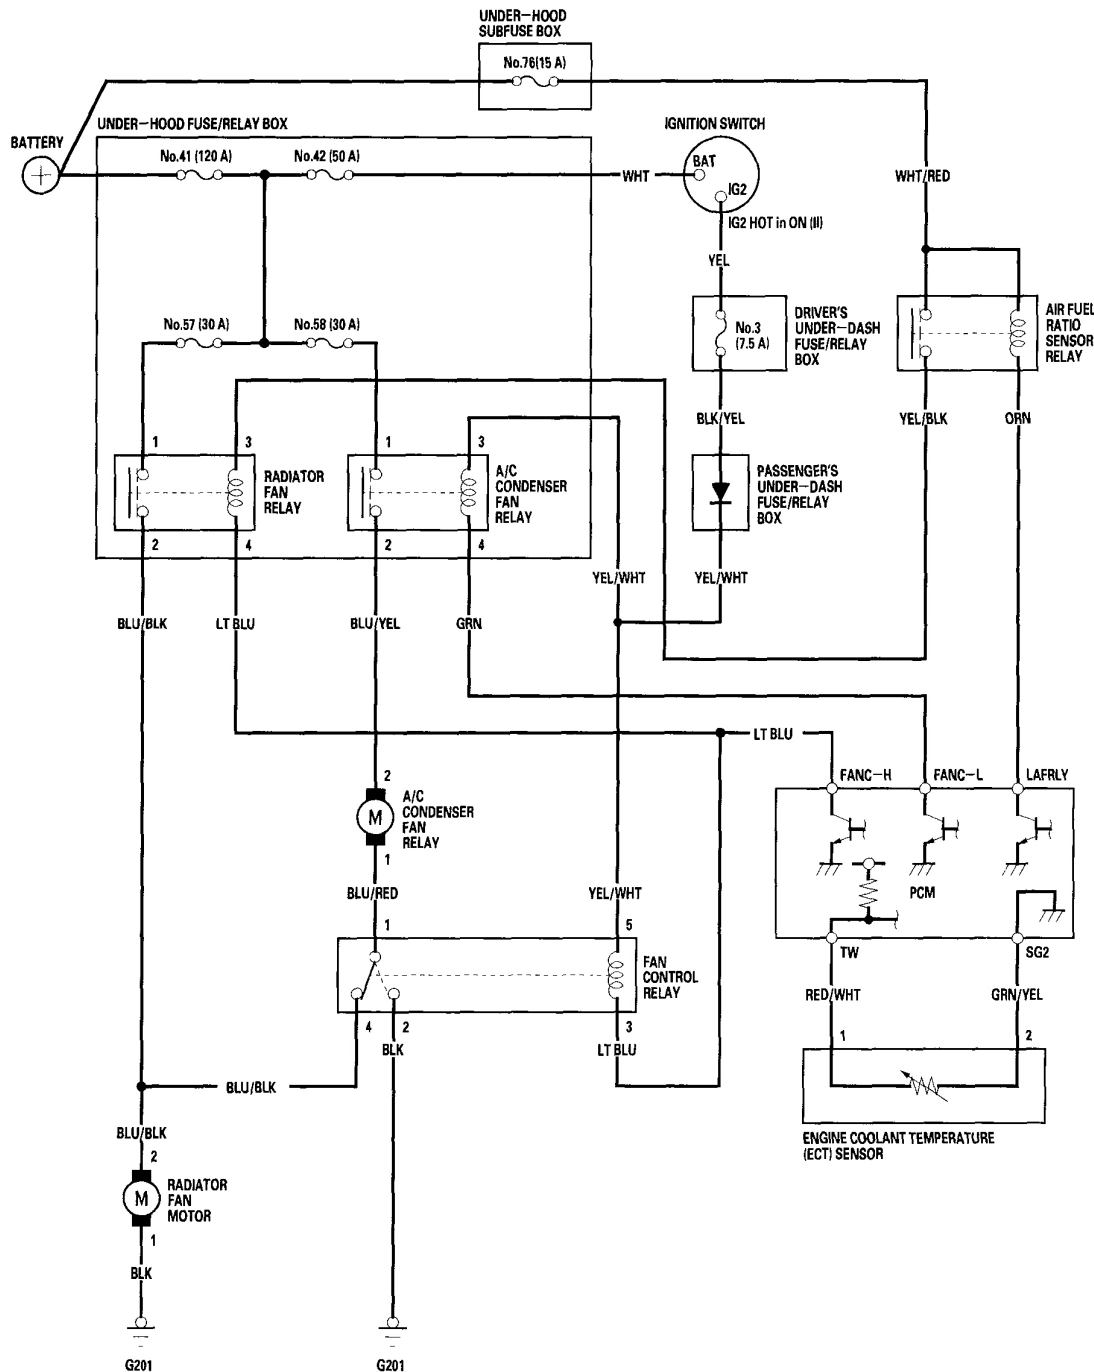 UNDER-HOOD
SUBFUSE BOX
No.76(15 A)
BATTERY
UNDER-HOOD FUSE/RELAY BOX
IGNITION SWITCH
No.41 (120 A)
No.42 (50 A)
BAT
WHT
WHT/RED
IG2
IG2 HOT in ON (II)
YEL
No.57 (30 A)
No.58 (30 A)
No.3
(7.5 A)
DRIVER'S
UNDER-DASH
FUSE/RELAY
BOX
AIR FUEL
RATIO
SENSOR
RELAY
BLK/YEL
YEL/BLK
ORN
1
3
1
3
RADIATOR
FAN
RELAY
A/C
CONDENSER
FAN
RELAY
PASSENGER'S
UNDER-DASH
FUSE/RELAY
BOX
2
4
2
4
YEL/WHT
YEL/WHT
BLU/BLK
LT BLU
BLU/YEL
GRN
LT BLU
FANC-H
FANC-L
LAFRLY
2
M
A/C
CONDENSER
FAN
RELAY
1
BLU/RED
YEL/WHT
PCM
1
5
TW
SG2
FAN
CONTROL
RELAY
RED/WHT
GRN/YEL
4
2
3
1
2
BLK
LT BLU
BLU/BLK
BLU/BLK
ENGINE COOLANT TEMPERATURE
(ECT) SENSOR
2
M
RADIATOR
FAN
MOTOR
1
BLK
G201
G201